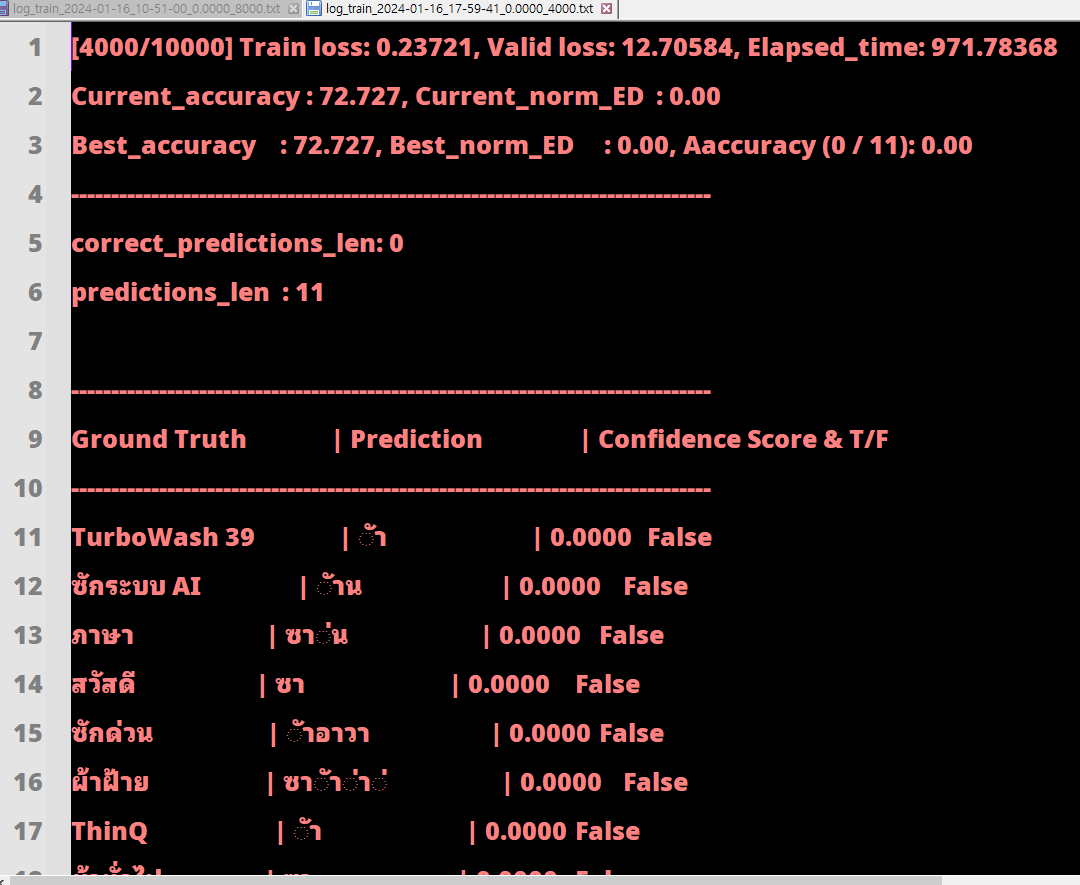 log_train_2024-01-16_10-51-00_0.0000_8000.txt log_train_2024-01-16_17-59-41_0.0000_4000.txt
1 [4000/10000] Train loss: 0.23721, Valid loss: 12.70584, Elapsed_time: 971.78368
2 Current_accuracy : 72.727, Current_norm_ED : 0.00
3 Best_accuracy : 72.727, Best_norm_ED : 0.00, Aaccuracy (0 / 11): 0.00
4 --------------------------------------------------------------------------------
5 correct_predictions_len: 0
6 predictions_len : 11
7
8 --------------------------------------------------------------------------------
9 Ground Truth | Prediction | Confidence Score & T/F
10 --------------------------------------------------------------------------------
11 TurboWash 39 | ัา | 0.0000 False
12 ซักระบบ AI | ัาน | 0.0000 False
13 ภาษา | ซา่น | 0.0000 False
14 สวัสดี | ซา | 0.0000 False
15 ซักด่วน | ัาอาวา | 0.0000 False
16 ผ้าฝ้าย | ซาัา่า่ | 0.0000 False
17 ThinQ | ัา | 0.0000 False